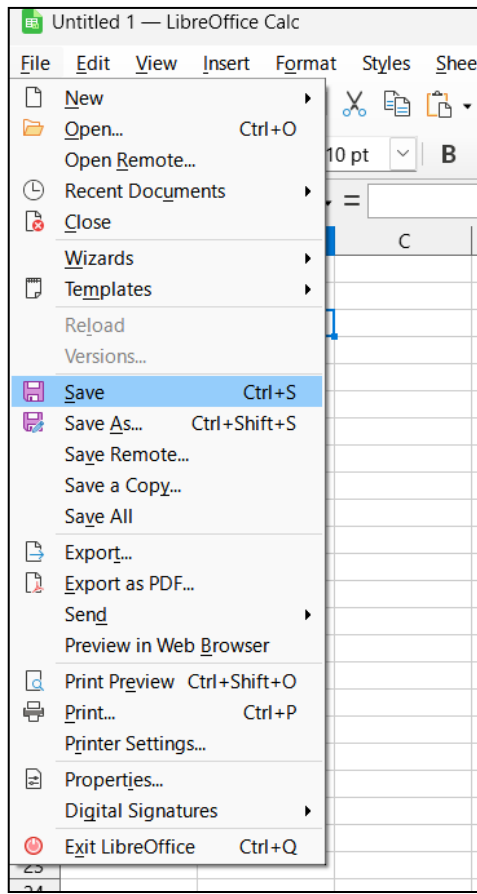 Untitled 1 — LibreOffice Calc
File Edit View Insert Format Styles Shee
New
Open... Ctrl+O
Open Remote...
10 pt B
Recent Documents
=
Close
C
Wizards
Templates
Reload
Versions...
Save Ctrl+S
Save As... Ctrl+Shift+S
Save Remote...
Save a Copy...
Save All
Export...
Export as PDF...
Send
Preview in Web Browser
Print Preview Ctrl+Shift+O
Print... Ctrl+P
Printer Settings...
Properties...
Digital Signatures
Exit LibreOffice Ctrl+Q